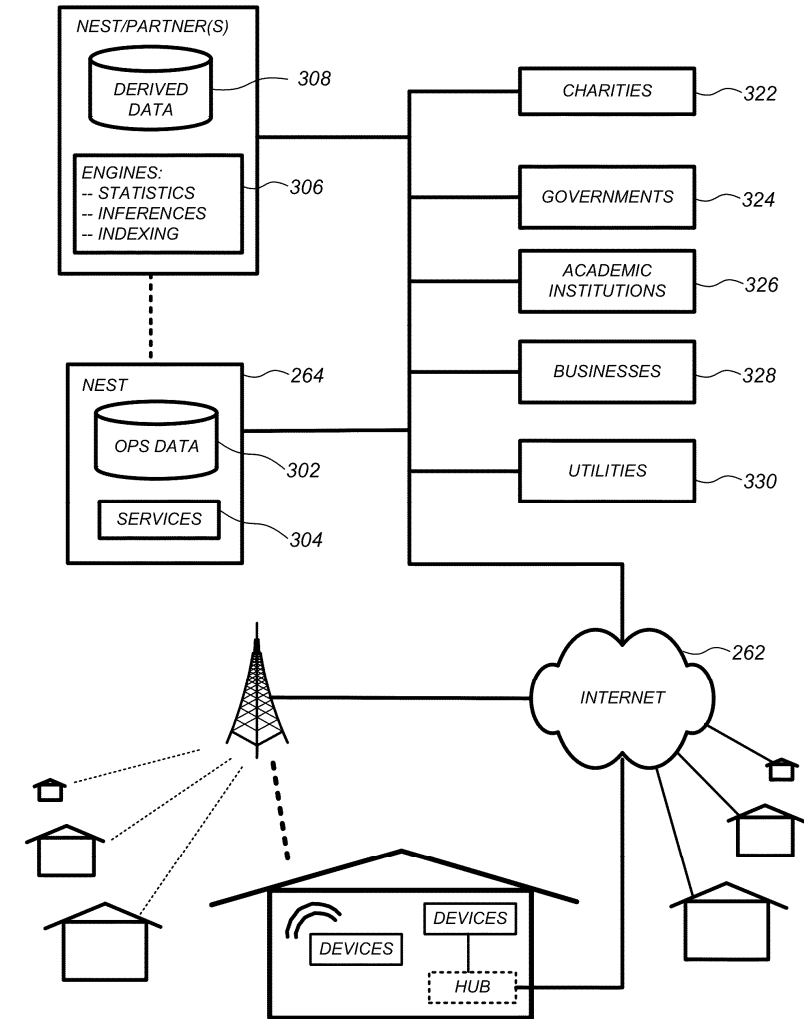 NEST/PARTNER(S)
DERIVED
DATA
308
ENGINES:
-- STATISTICS
-- INFERENCES
-- INDEXING
306
CHARITIES
322
GOVERNMENTS
324
ACADEMIC
INSTITUTIONS
326
BUSINESSES
328
UTILITIES
330
264
NEST
OPS DATA
302
SERVICES
304
262
INTERNET
DEVICES
DEVICES
HUB